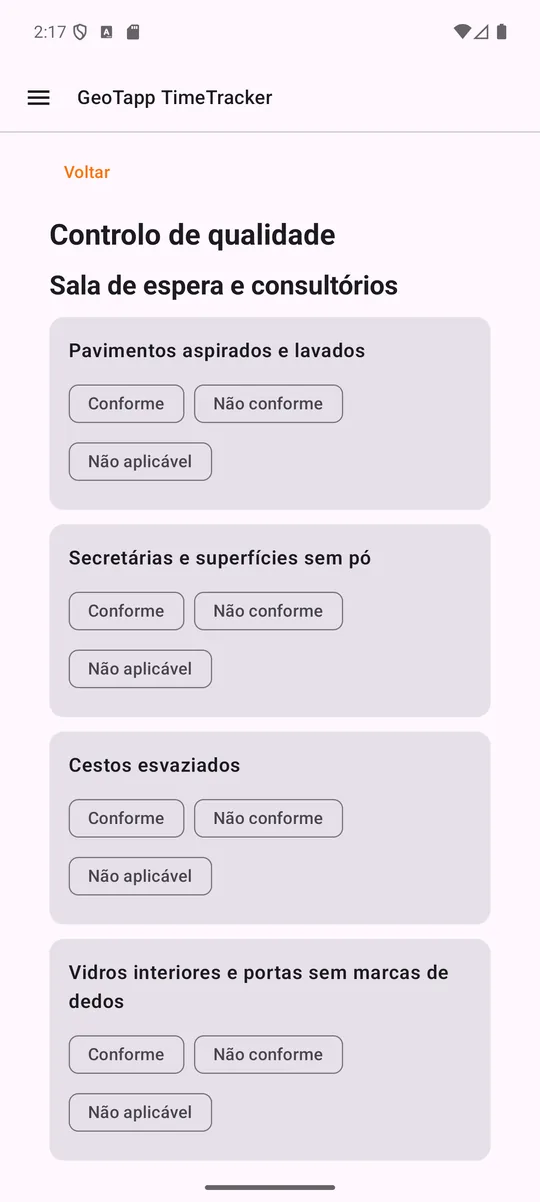 2:17
GeoTapp TimeTracker
Voltar
Controlo de qualidade
Sala de espera e consultórios
Pavimentos aspirados e lavados
Conforme
Não conforme
Não aplicável
Secretárias e superfícies sem pó
Conforme
Não conforme
Não aplicável
Cestos esvaziados
Conforme
Não conforme
Não aplicável
Vidros interiores e portas sem marcas de
dedos
Conforme
Não conforme
Não aplicável